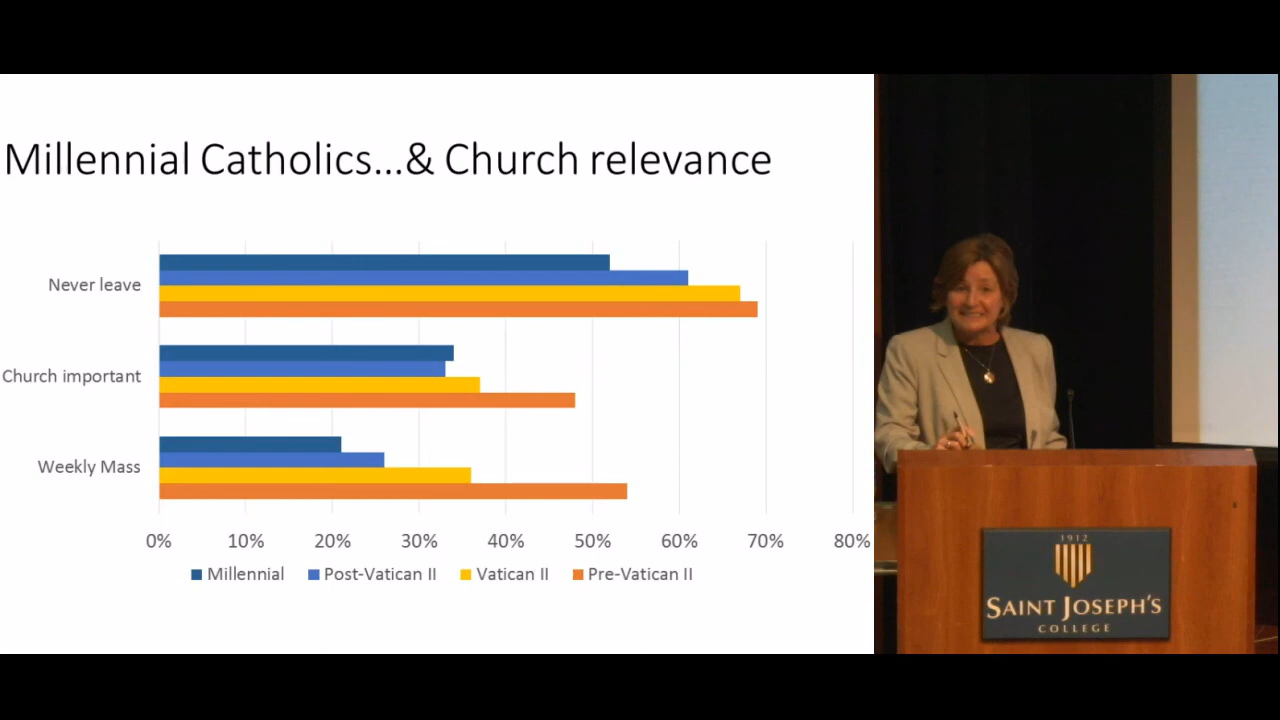 Millennial Catholics...& Church relevance
Never leave
Church important
Weekly Mass
0% 10% 20% 30% 40% 50% 60% 70% 80%
Millennial Post-Vatican II Vatican II Pre-Vatican II
1912
SAINT JOSEPH'S
COLLEGE